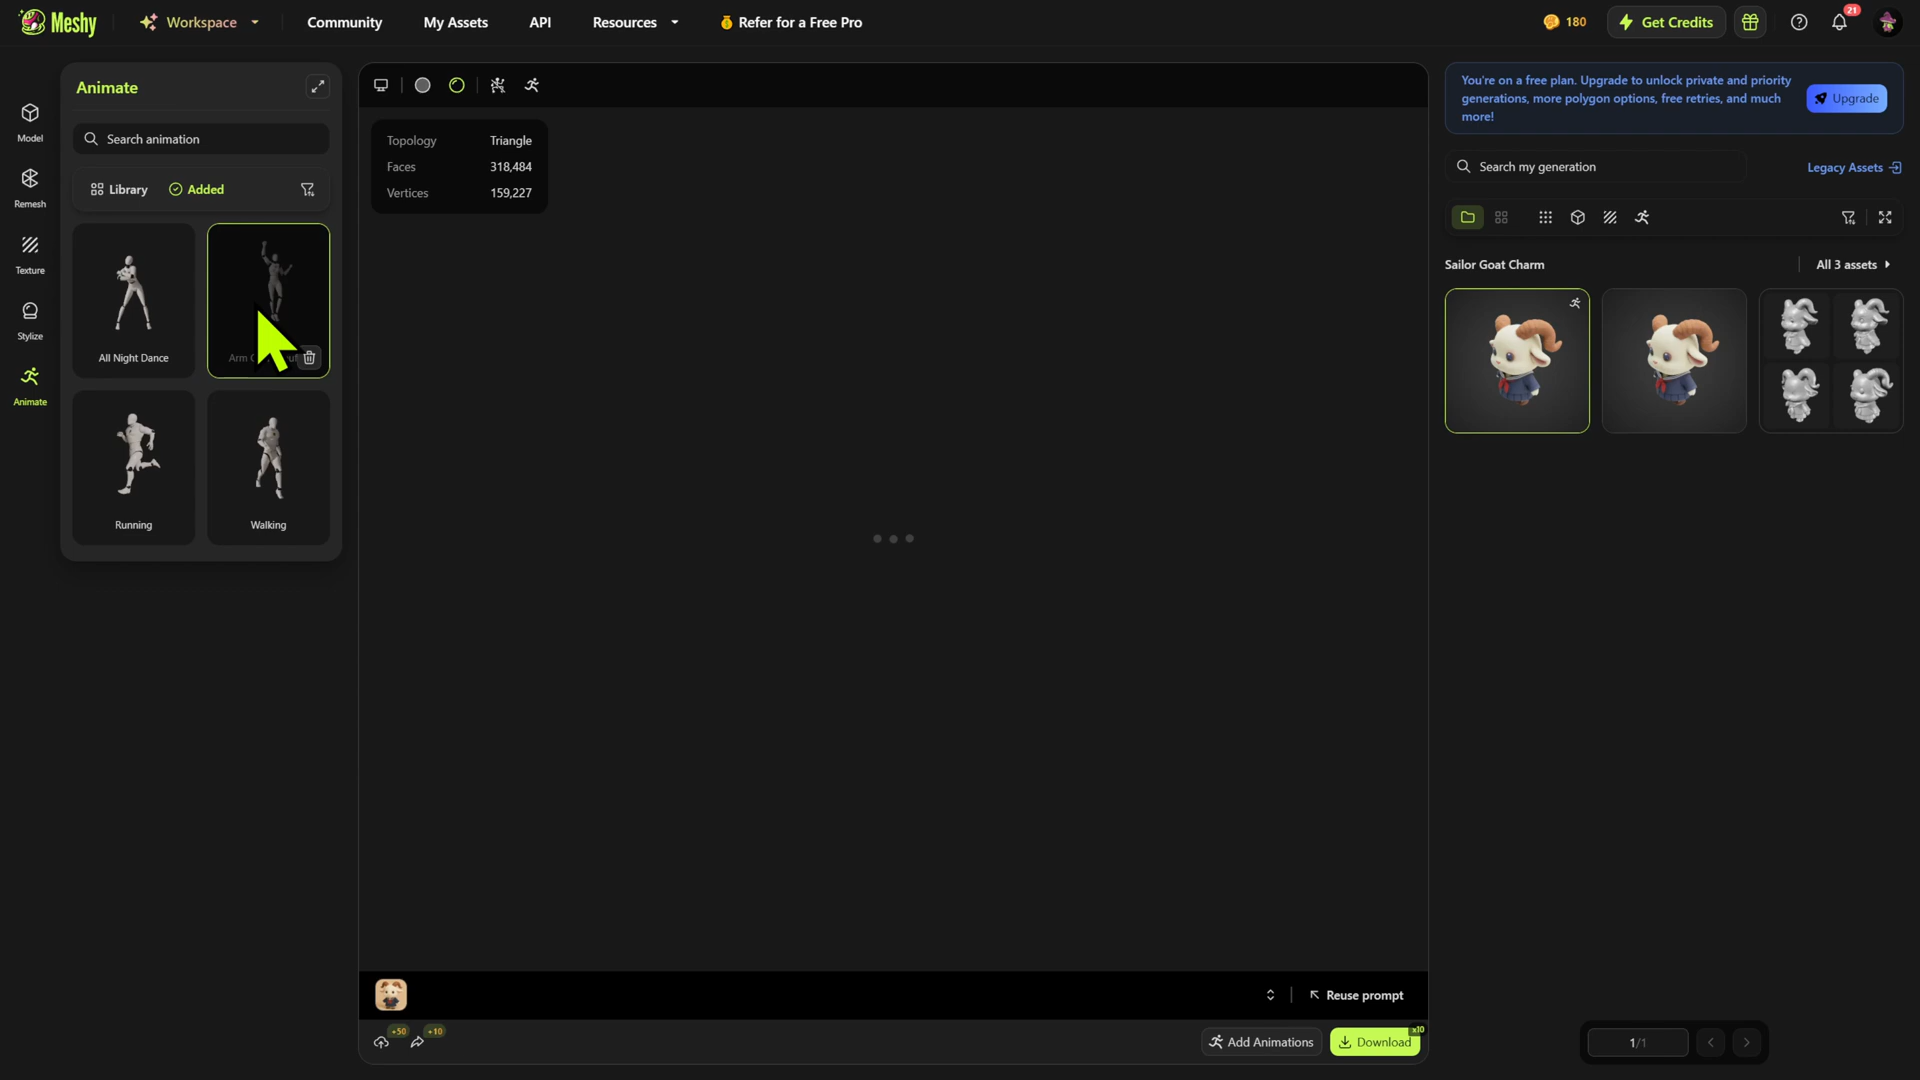 Meshy
Workspace
Community
My Assets
API
Resources
Refer for a Free Pro
180
Get Credits
21
Animate
Search animation
Library
Added
All Night Dance
Arm
Running
Walking
Model
Remesh
Texture
Stylize
Animate
Topology Triangle
Faces 318,484
Vertices 159,227
Reuse prompt
+50
+10
Add Animations
Download
x10
You're on a free plan. Upgrade to unlock private and priority
generations, more polygon options, free retries, and much
more!
Upgrade
Search my generation
Legacy Assets
Sailor Goat Charm
All 3 assets
1/1